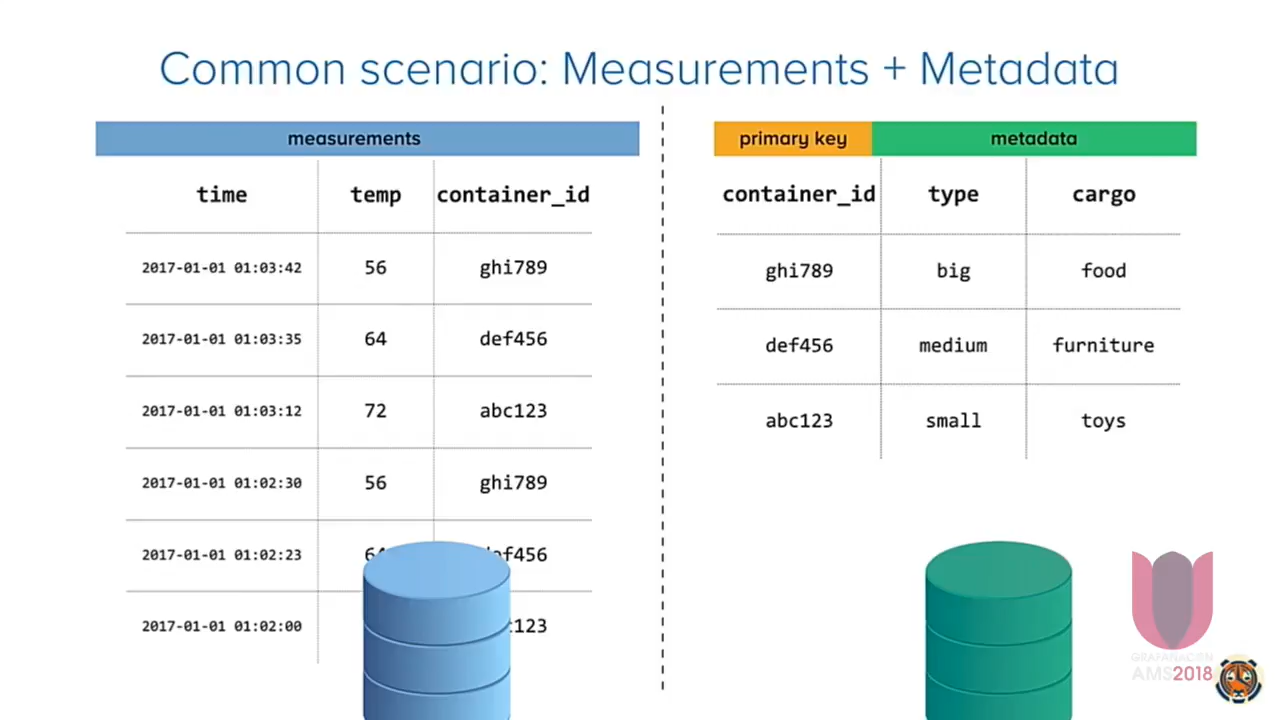 Common scenario: Measurements + Metadata
measurements
time temp container_id
2017-01-01 01:03:42 56 ghi789
2017-01-01 01:03:35 64 def456
2017-01-01 01:03:12 72 abc123
2017-01-01 01:02:30 56 ghi789
2017-01-01 01:02:23
2017-01-01 01:02:00
primary key metadata
container_id type cargo
ghi789 big food
def456 medium furniture
abc123 small toys
GRAFANACON
AMS2018